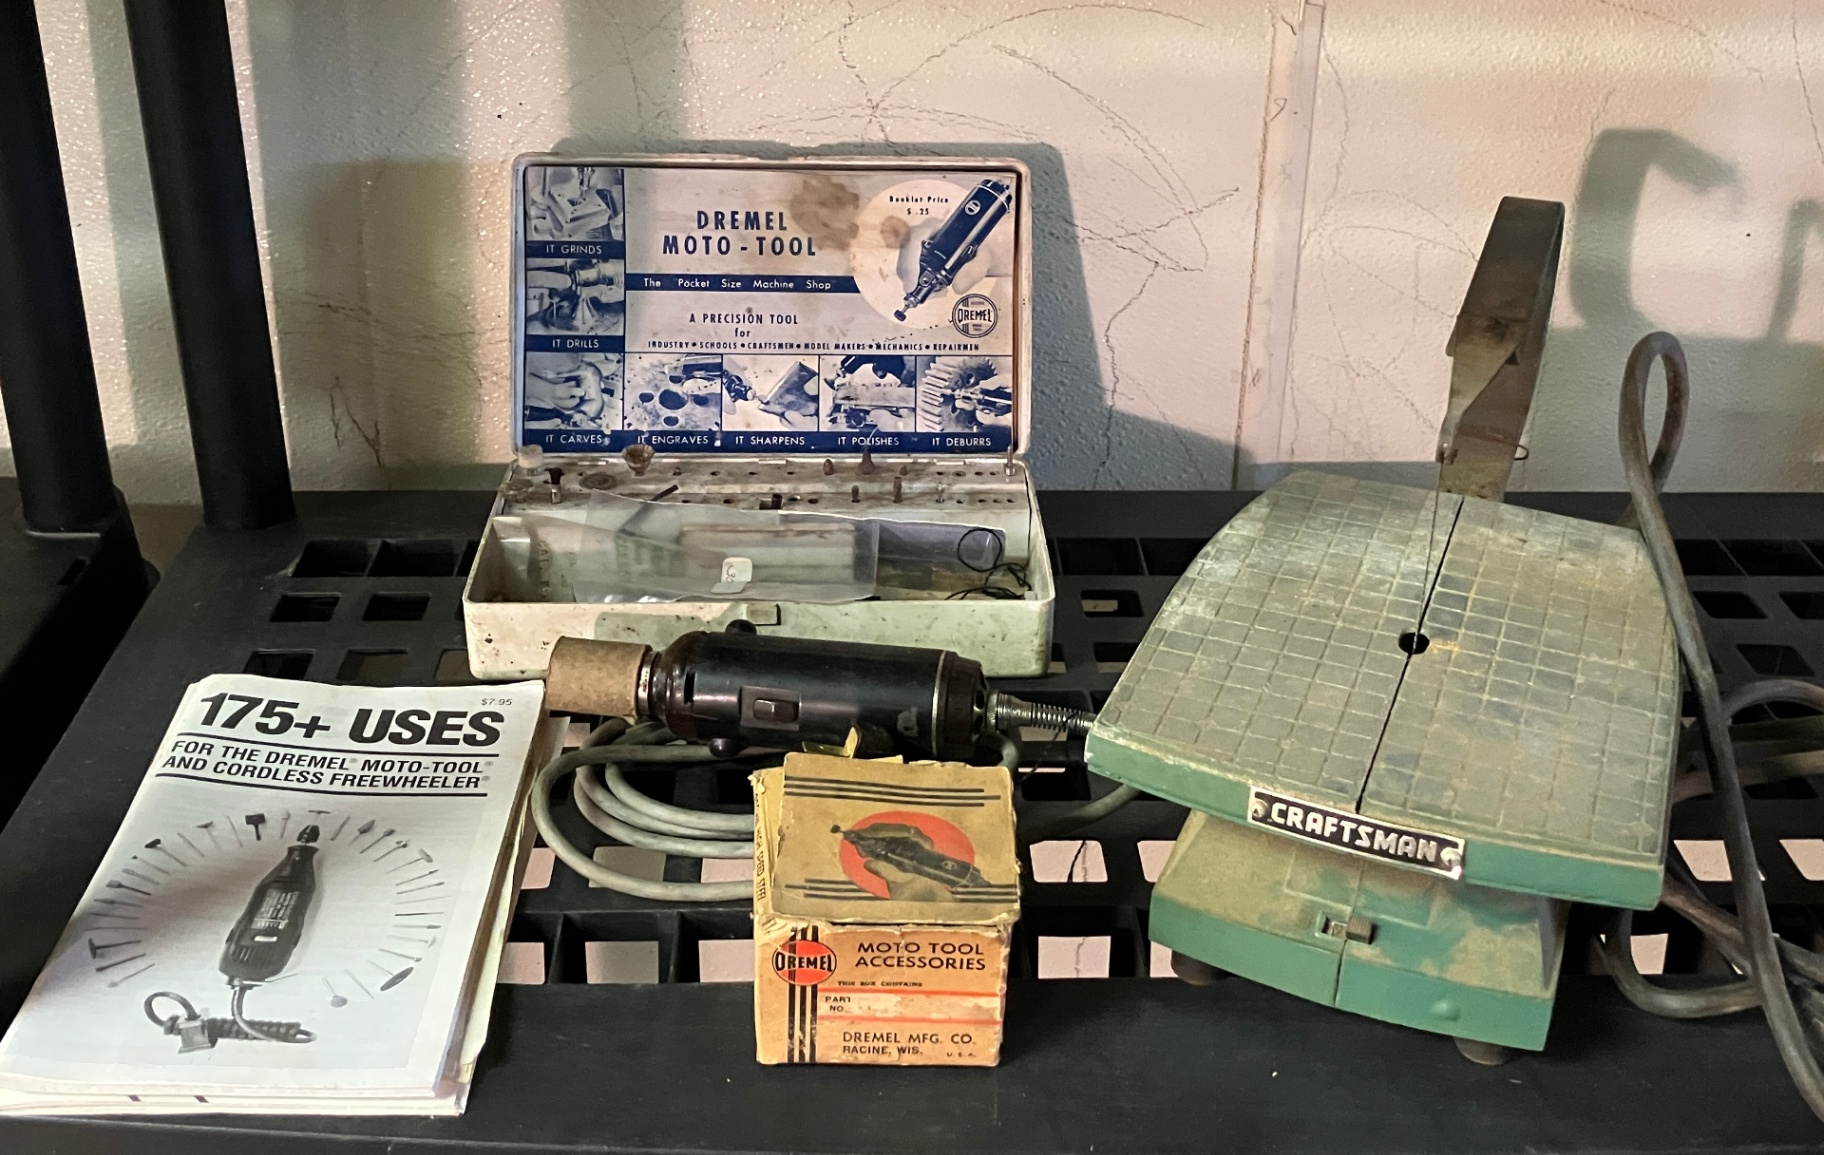 DREMEL
MOTO-TOOL
Booklet Price
$ .25
The Pocket Size Machine Shop
A PRECISION TOOL
for
INDUSTRY • SCHOOLS • CRAFTSMEN • MODEL MAKERS • MECHANICS • REPAIRMEN
DREMEL
IT GRINDS
IT DRILLS
IT CARVES
IT ENGRAVES
IT SHARPENS
IT POLISHES
IT DEBURRS
$7.95
175+ USES
FOR THE DREMEL® MOTO-TOOL®
AND CORDLESS FREEWHEELER®
DREMEL
MOTO TOOL
ACCESSORIES
THIS BOX CONTAINS
PART
NO.
DREMEL MFG. CO.
RACINE, WIS.
U.S.A.
CRAFTSMAN